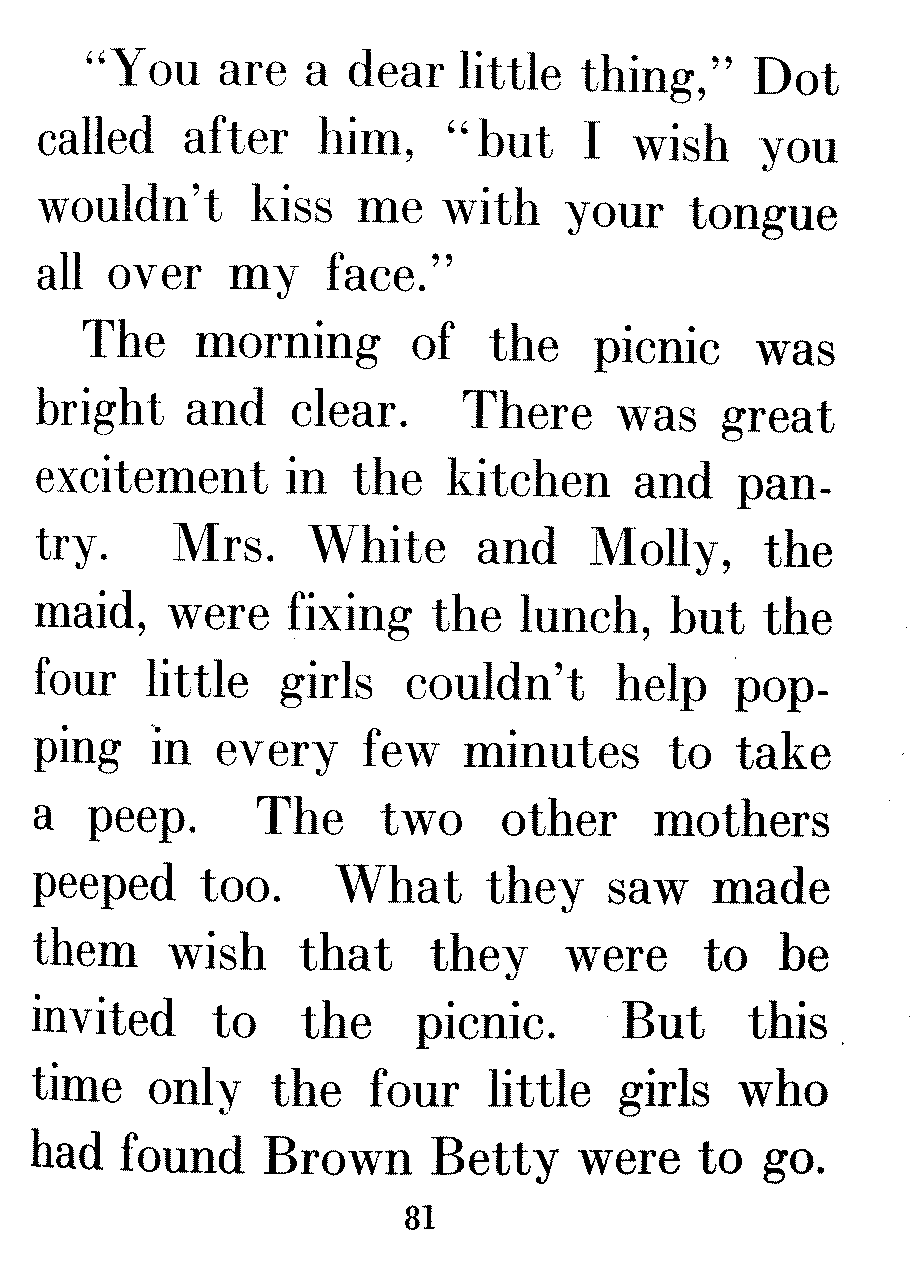 “You are a dear little thing,” Dot
called after him, “but I wish you
wouldn’t kiss me with your tongue
all over my face.”
The morning of the picnic was
bright and clear. There was great
excitement in the kitchen and pan-
try. Mrs. White and Molly, the
maid, were fixing the lunch, but the
four little girls couldn’t help pop-
ping in every few minutes to take
a peep. The two other mothers
peeped too. What they saw made
them wish that they were to be
invited to the picnic. But this
time only the four little girls who
had found Brown Betty were to go.
81